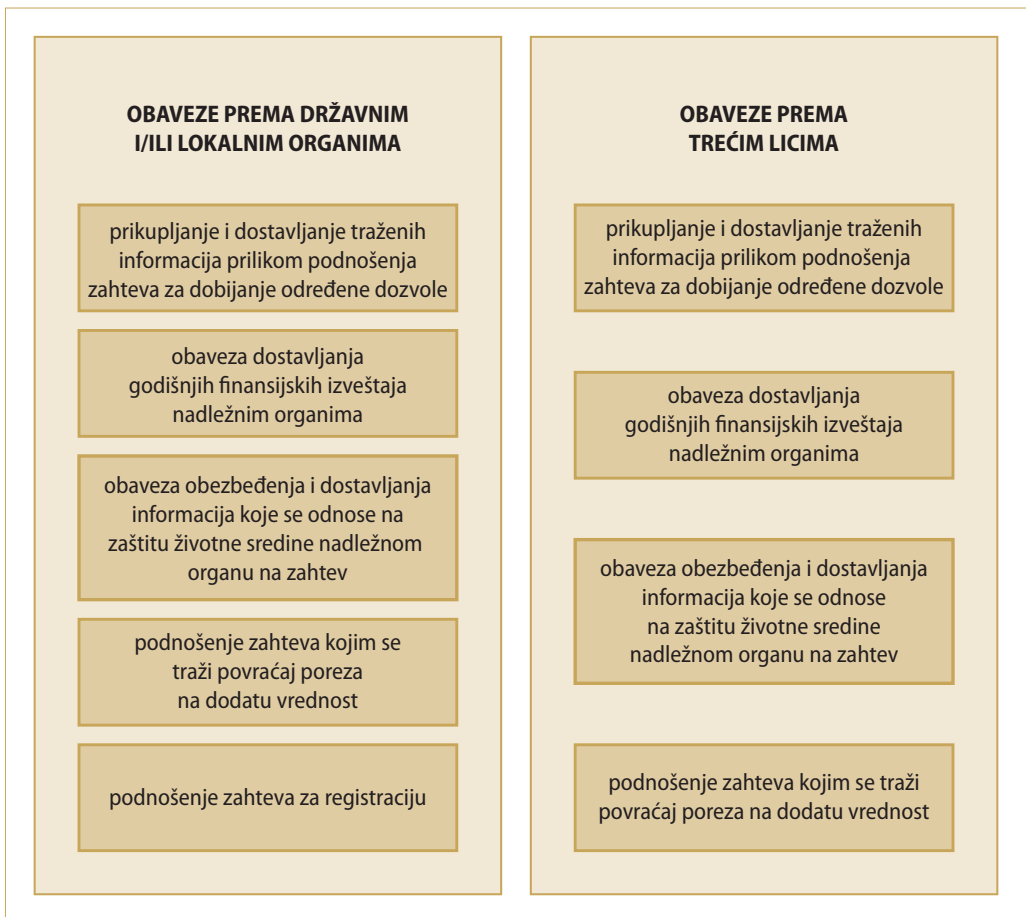 OBAVEZE PREMA DRŽAVNIM
I/ILI LOKALNIM ORGANIMA
prikupljanje i dostavljanje traženih
informacija prilikom podnošenja
zahteva za dobijanje određene dozvole
obaveza dostavljanja
godišnjih finansijskih izveštaja
nadležnim organima
obaveza obezbeđenja i dostavljanja
informacija koje se odnose na
zaštitu životne sredine nadležnom
organu na zahtev
podnošenje zahteva kojim se
traži povraćaj poreza
na dodatu vrednost
podnošenje zahteva za registraciju
OBAVEZE PREMA
TREĆIM LICIMA
prikupljanje i dostavljanje traženih
informacija prilikom podnošenja
zahteva za dobijanje određene dozvole
obaveza dostavljanja
godišnjih finansijskih izveštaja
nadležnim organima
obaveza obezbeđenja i dostavljanja
informacija koje se odnose
na zaštitu životne sredine
nadležnom organu na zahtev
podnošenje zahteva kojim se traži
povraćaj poreza na dodatu vrednost